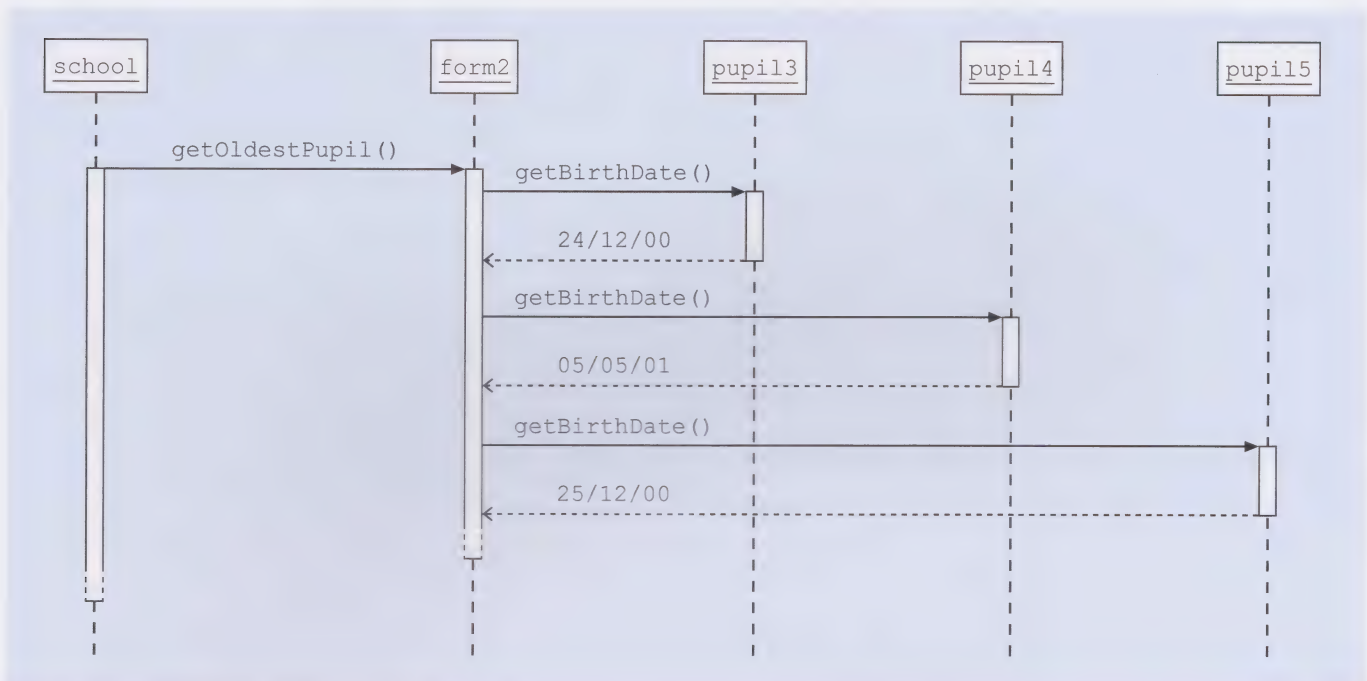 school
form2
pupil3
pupil4
pupil5
getOldestPupil()
getBirthDate()
24/12/00
getBirthDate()
05/05/01
getBirthDate()
25/12/00